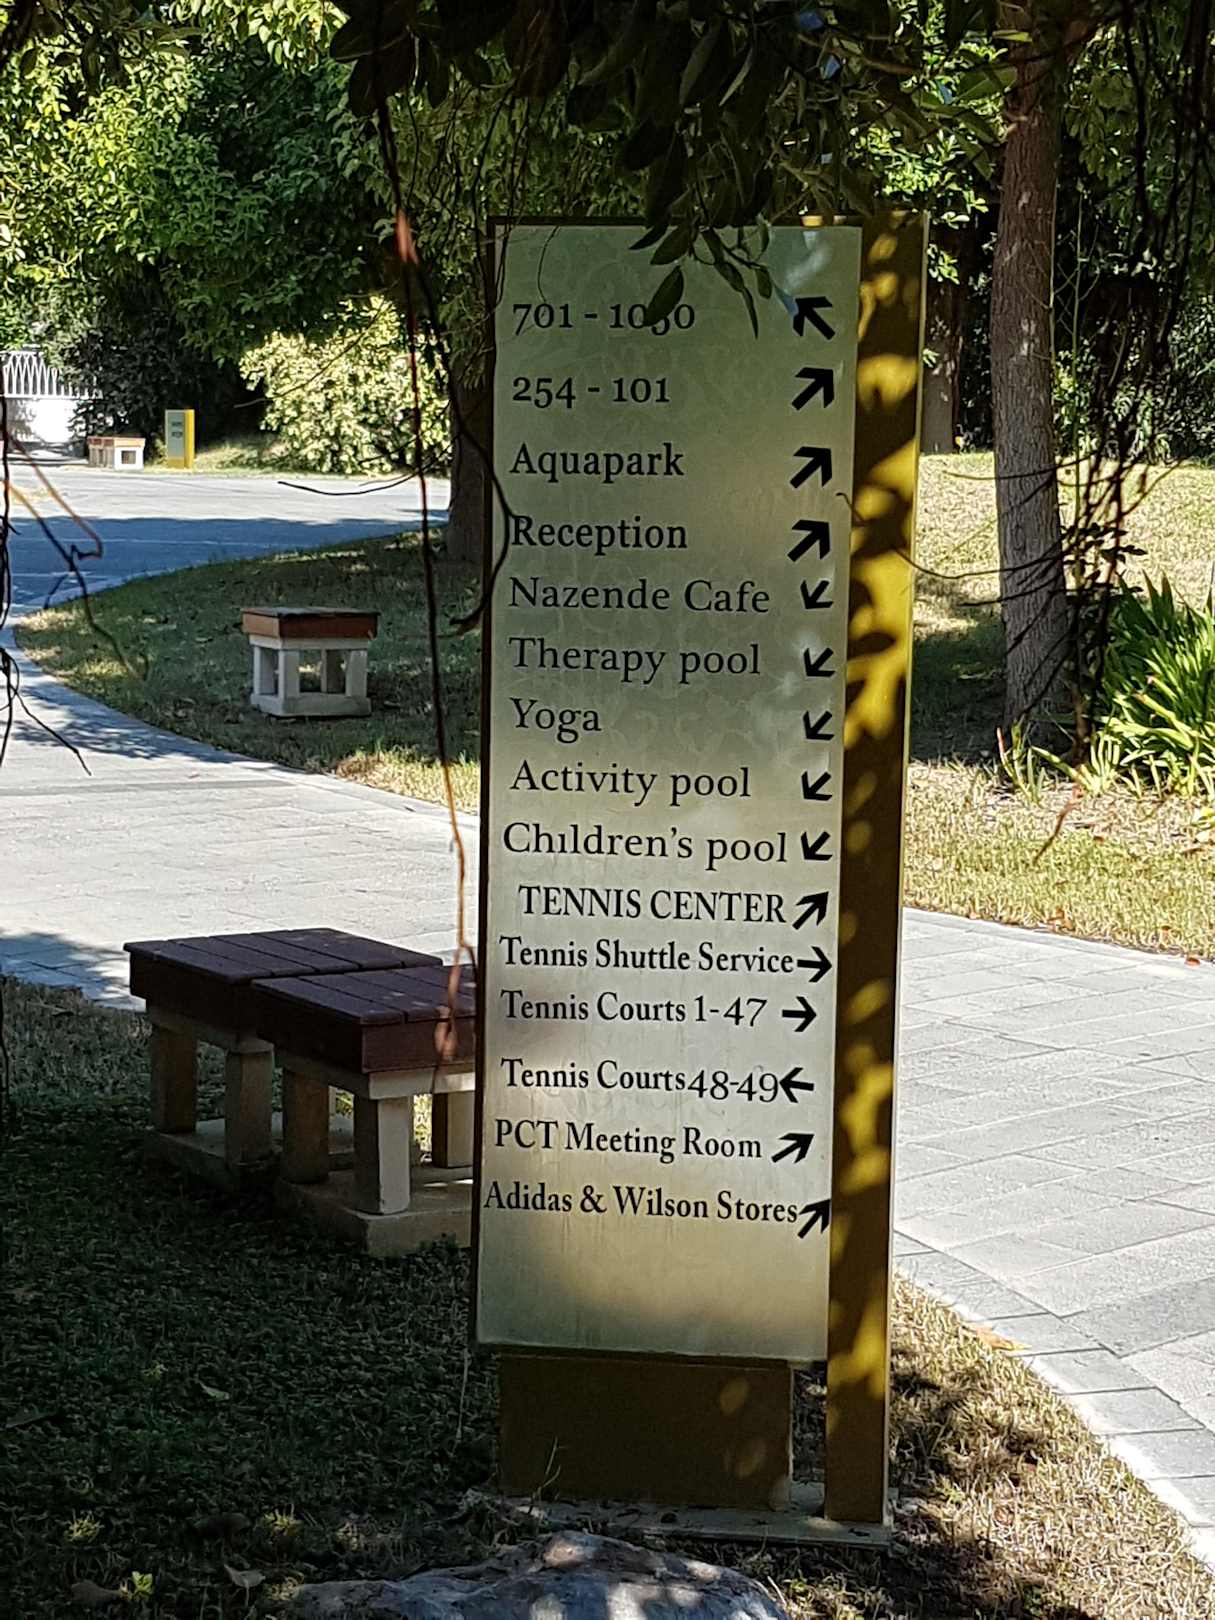 701 - 1050
254 - 101
Aquapark
Reception
Nazende Cafe
Therapy pool
Yoga
Activity pool
Children's pool
TENNIS CENTER
Tennis Shuttle Service
Tennis Courts 1-47
Tennis Courts 48-49
PCT Meeting Room
Adidas & Wilson Stores